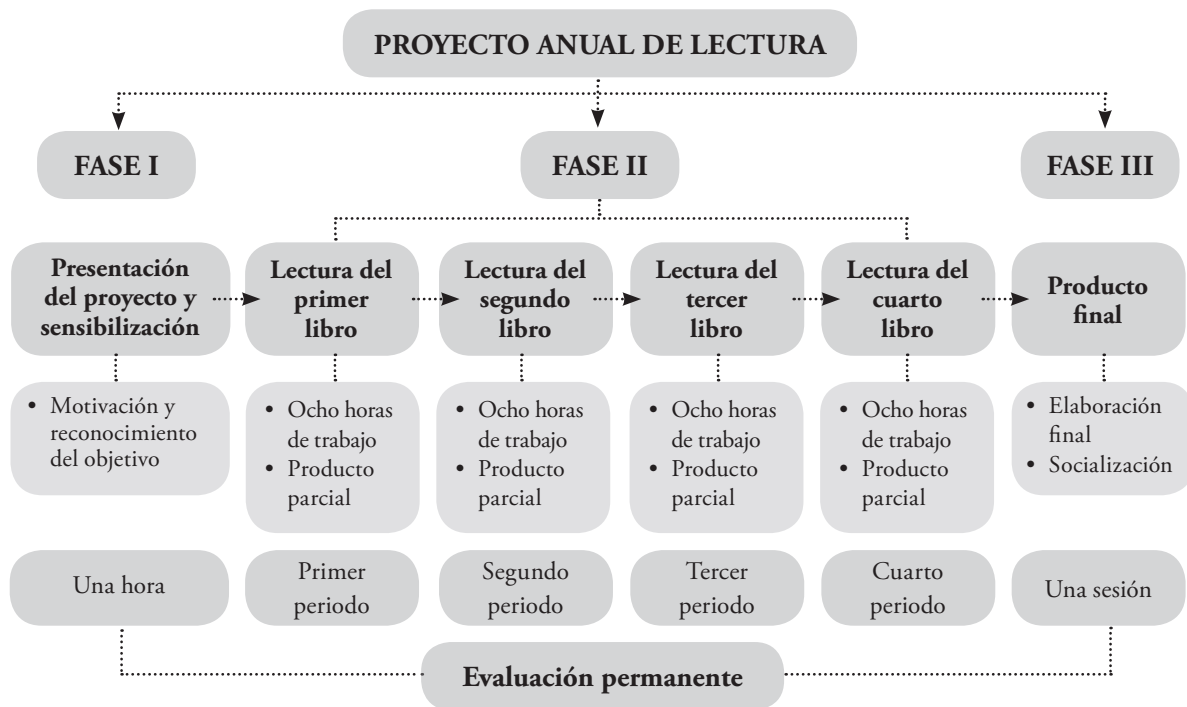 PROYECTO ANUAL DE LECTURA
FASE I
FASE II
FASE III
Presentación
del proyecto y
sensibilización
Lectura del
primer
libro
Lectura del
segundo
libro
Lectura del
tercer
libro
Lectura del
cuarto
libro
Producto
final
• Motivación y
reconocimiento
del objetivo
• Ocho horas
de trabajo
• Producto
parcial
• Ocho horas
de trabajo
• Producto
parcial
• Ocho horas
de trabajo
• Producto
parcial
• Ocho horas
de trabajo
• Producto
parcial
• Elaboración
final
• Socialización
Una hora
Primer
periodo
Segundo
periodo
Tercer
periodo
Cuarto
periodo
Una sesión
Evaluación permanente